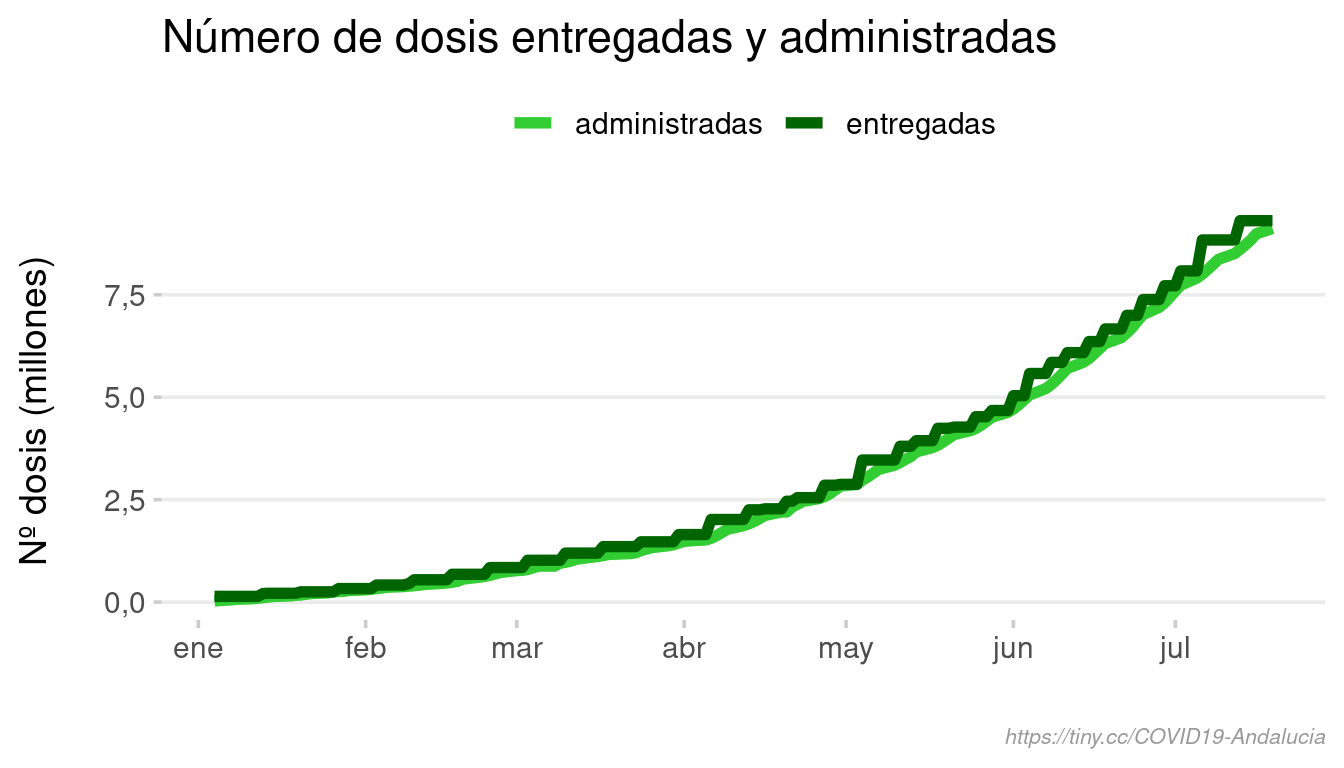 Número de dosis entregadas y administradas
administradas entregadas
Nº dosis (millones)
7,5
5,0
2,5
0,0
ene feb mar abr may jun jul
https://tiny.cc/COVID19-Andalucia